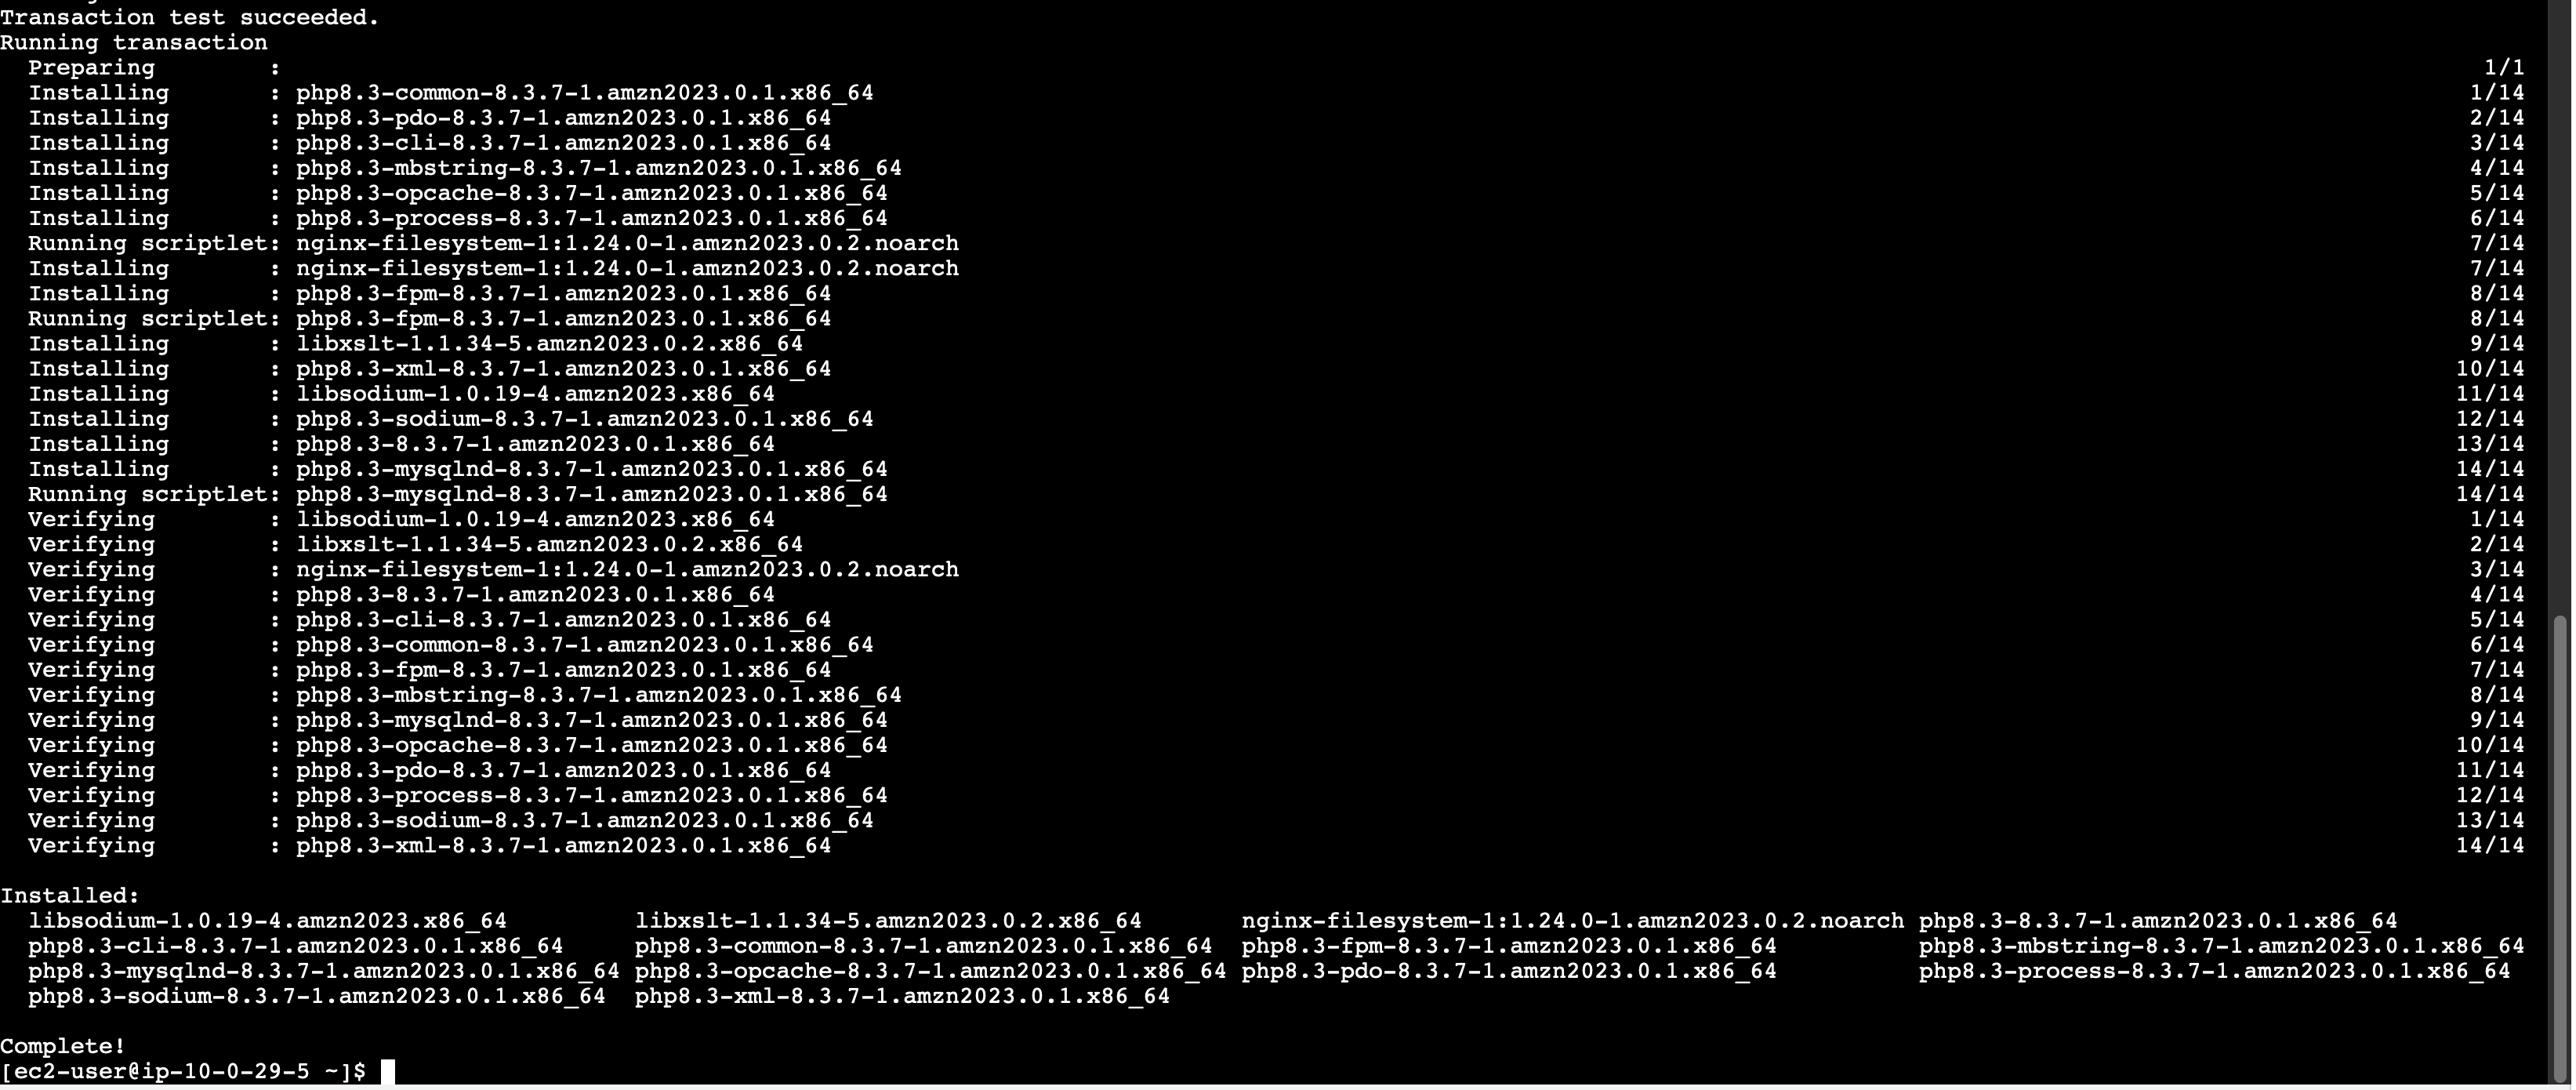 Transaction test succeeded.
Running transaction
  Preparing        :                                                        1/1
  Installing       : php8.3-common-8.3.7-1.amzn2023.0.1.x86_64              1/14
  Installing       : php8.3-pdo-8.3.7-1.amzn2023.0.1.x86_64                 2/14
  Installing       : php8.3-cli-8.3.7-1.amzn2023.0.1.x86_64                 3/14
  Installing       : php8.3-mbstring-8.3.7-1.amzn2023.0.1.x86_64            4/14
  Installing       : php8.3-opcache-8.3.7-1.amzn2023.0.1.x86_64             5/14
  Installing       : php8.3-process-8.3.7-1.amzn2023.0.1.x86_64             6/14
  Running scriptlet: nginx-filesystem-1:1.24.0-1.amzn2023.0.2.noarch        7/14
  Installing       : nginx-filesystem-1:1.24.0-1.amzn2023.0.2.noarch        7/14
  Installing       : php8.3-fpm-8.3.7-1.amzn2023.0.1.x86_64                 8/14
  Running scriptlet: php8.3-fpm-8.3.7-1.amzn2023.0.1.x86_64                 8/14
  Installing       : libxslt-1.1.34-5.amzn2023.0.2.x86_64                   9/14
  Installing       : php8.3-xml-8.3.7-1.amzn2023.0.1.x86_64                10/14
  Installing       : libsodium-1.0.19-4.amzn2023.x86_64                    11/14
  Installing       : php8.3-sodium-8.3.7-1.amzn2023.0.1.x86_64             12/14
  Installing       : php8.3-8.3.7-1.amzn2023.0.1.x86_64                    13/14
  Installing       : php8.3-mysqlnd-8.3.7-1.amzn2023.0.1.x86_64            14/14
  Running scriptlet: php8.3-mysqlnd-8.3.7-1.amzn2023.0.1.x86_64            14/14
  Verifying        : libsodium-1.0.19-4.amzn2023.x86_64                     1/14
  Verifying        : libxslt-1.1.34-5.amzn2023.0.2.x86_64                   2/14
  Verifying        : nginx-filesystem-1:1.24.0-1.amzn2023.0.2.noarch        3/14
  Verifying        : php8.3-8.3.7-1.amzn2023.0.1.x86_64                     4/14
  Verifying        : php8.3-cli-8.3.7-1.amzn2023.0.1.x86_64                 5/14
  Verifying        : php8.3-common-8.3.7-1.amzn2023.0.1.x86_64              6/14
  Verifying        : php8.3-fpm-8.3.7-1.amzn2023.0.1.x86_64                 7/14
  Verifying        : php8.3-mbstring-8.3.7-1.amzn2023.0.1.x86_64            8/14
  Verifying        : php8.3-mysqlnd-8.3.7-1.amzn2023.0.1.x86_64             9/14
  Verifying        : php8.3-opcache-8.3.7-1.amzn2023.0.1.x86_64            10/14
  Verifying        : php8.3-pdo-8.3.7-1.amzn2023.0.1.x86_64                11/14
  Verifying        : php8.3-process-8.3.7-1.amzn2023.0.1.x86_64            12/14
  Verifying        : php8.3-sodium-8.3.7-1.amzn2023.0.1.x86_64             13/14
  Verifying        : php8.3-xml-8.3.7-1.amzn2023.0.1.x86_64                14/14

Installed:
  libsodium-1.0.19-4.amzn2023.x86_64         libxslt-1.1.34-5.amzn2023.0.2.x86_64       nginx-filesystem-1:1.24.0-1.amzn2023.0.2.noarch php8.3-8.3.7-1.amzn2023.0.1.x86_64
  php8.3-cli-8.3.7-1.amzn2023.0.1.x86_64     php8.3-common-8.3.7-1.amzn2023.0.1.x86_64  php8.3-fpm-8.3.7-1.amzn2023.0.1.x86_64          php8.3-mbstring-8.3.7-1.amzn2023.0.1.x86_64
  php8.3-mysqlnd-8.3.7-1.amzn2023.0.1.x86_64 php8.3-opcache-8.3.7-1.amzn2023.0.1.x86_64 php8.3-pdo-8.3.7-1.amzn2023.0.1.x86_64          php8.3-process-8.3.7-1.amzn2023.0.1.x86_64
  php8.3-sodium-8.3.7-1.amzn2023.0.1.x86_64  php8.3-xml-8.3.7-1.amzn2023.0.1.x86_64

Complete!
[ec2-user@ip-10-0-29-5 ~]$